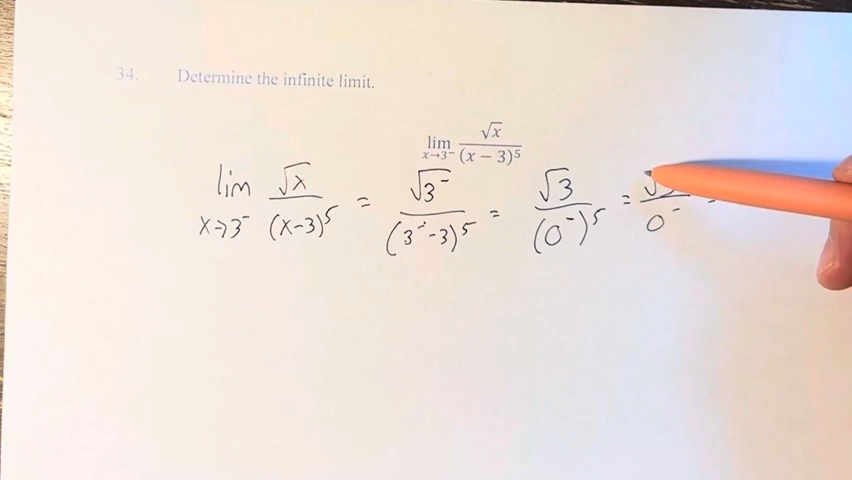 34. Determine the infinite limit.
lim x→3⁻ √x / (x − 3)⁵
lim x→3⁻ √x / (x-3)⁵ = √3⁻ / (3⁻-3)⁵ = √3 / (0⁻)⁵ = √3 / 0⁻